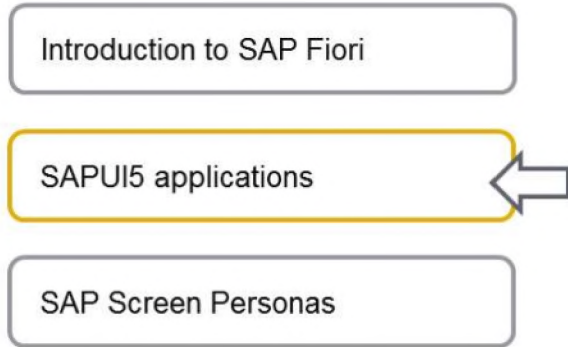 Introduction to SAP Fiori
SAPUI5 applications
SAP Screen Personas